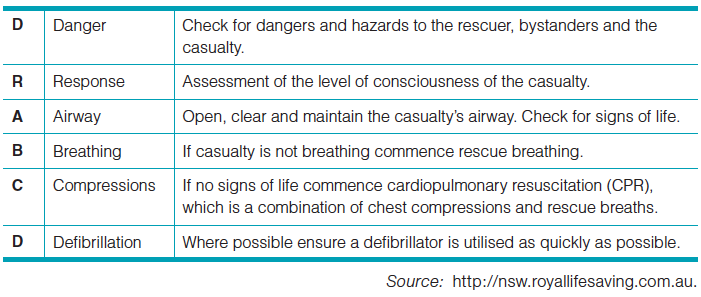 D Danger Check for dangers and hazards to the rescuer, bystanders and the
casualty.
R Response Assessment of the level of consciousness of the casualty.
A Airway Open, clear and maintain the casualty's airway. Check for signs of life.
B Breathing If casualty is not breathing commence rescue breathing.
C Compressions If no signs of life commence cardiopulmonary resuscitation (CPR),
which is a combination of chest compressions and rescue breaths.
D Defibrillation Where possible ensure a defibrillator is utilised as quickly as possible.
Source: http://nsw.royallifesaving.com.au.